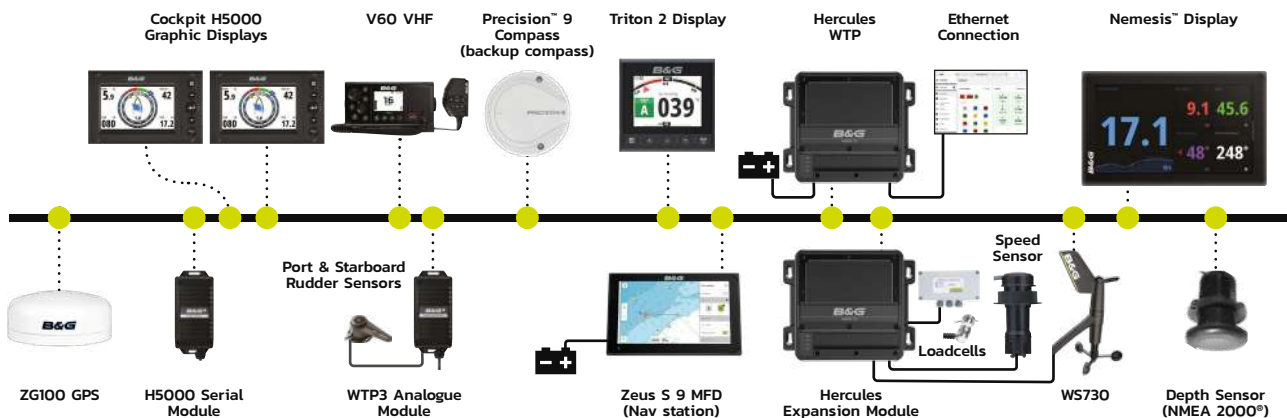 Cockpit H5000
Graphic Displays
V60 VHF
Precision™ 9
Compass
(backup compass)
Triton 2 Display
Hercules
WTP
Ethernet
Connection
Nemesis™ Display
B&G
5.9
42
080
17.2
B&G
5.9
42
080
17.2
B&G
16
PRECISION-9
B&G
A
039°
B&G
17.1
9.1
45.6
48°
248°
B&G
Port & Starboard
Rudder Sensors
Speed
Sensor
B&G
B&G
B&G
B&G
B&G
Loadcells
ZG100 GPS
H5000 Serial
Module
WTP3 Analogue
Module
Zeus S 9 MFD
(Nav station)
Hercules
Expansion Module
WS730
Depth Sensor
(NMEA 2000®)